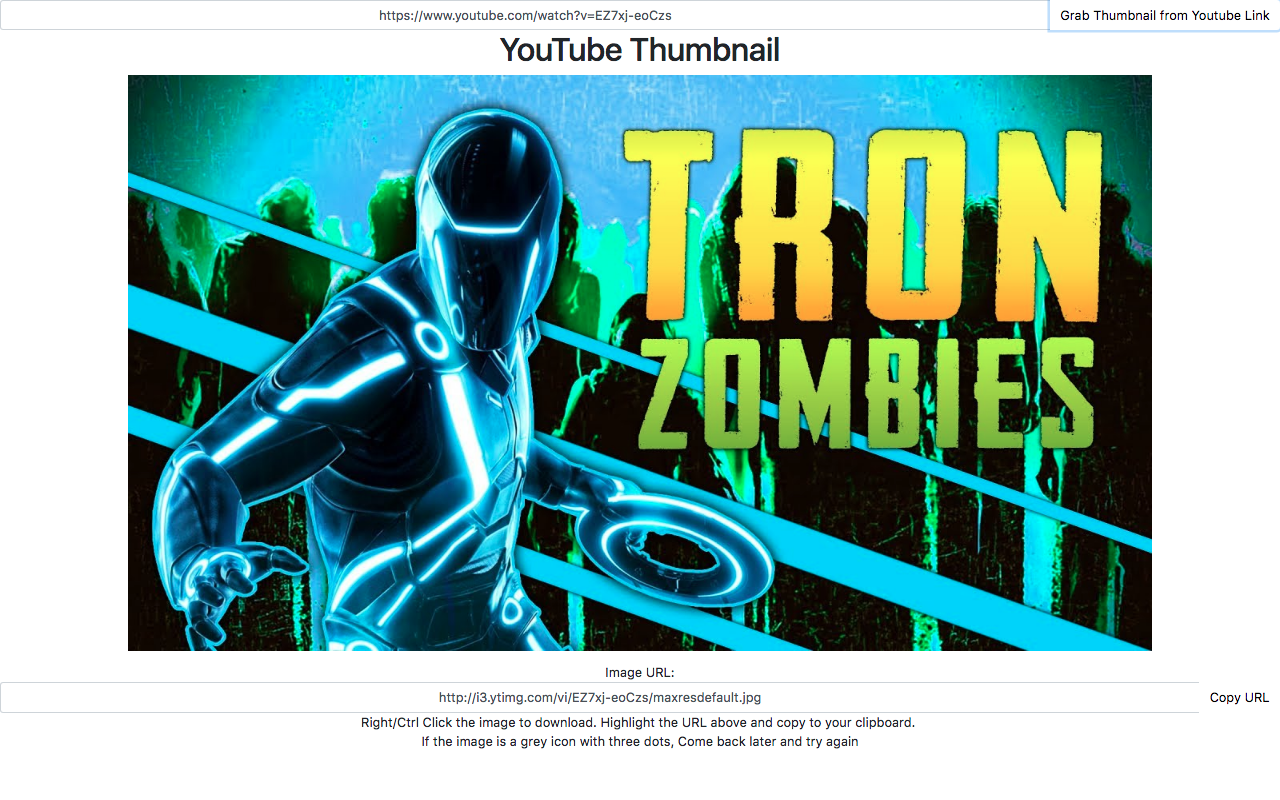 https://www.youtube.com/watch?v=EZ7xj-eoCzs
Grab Thumbnail from Youtube Link
YouTube Thumbnail
TRON
ZOMBIES
Image URL:
http://i3.ytimg.com/vi/EZ7xj-eoCzs/maxresdefault.jpg
Copy URL
Right/Ctrl Click the image to download. Highlight the URL above and copy to your clipboard.
If the image is a grey icon with three dots, Come back later and try again